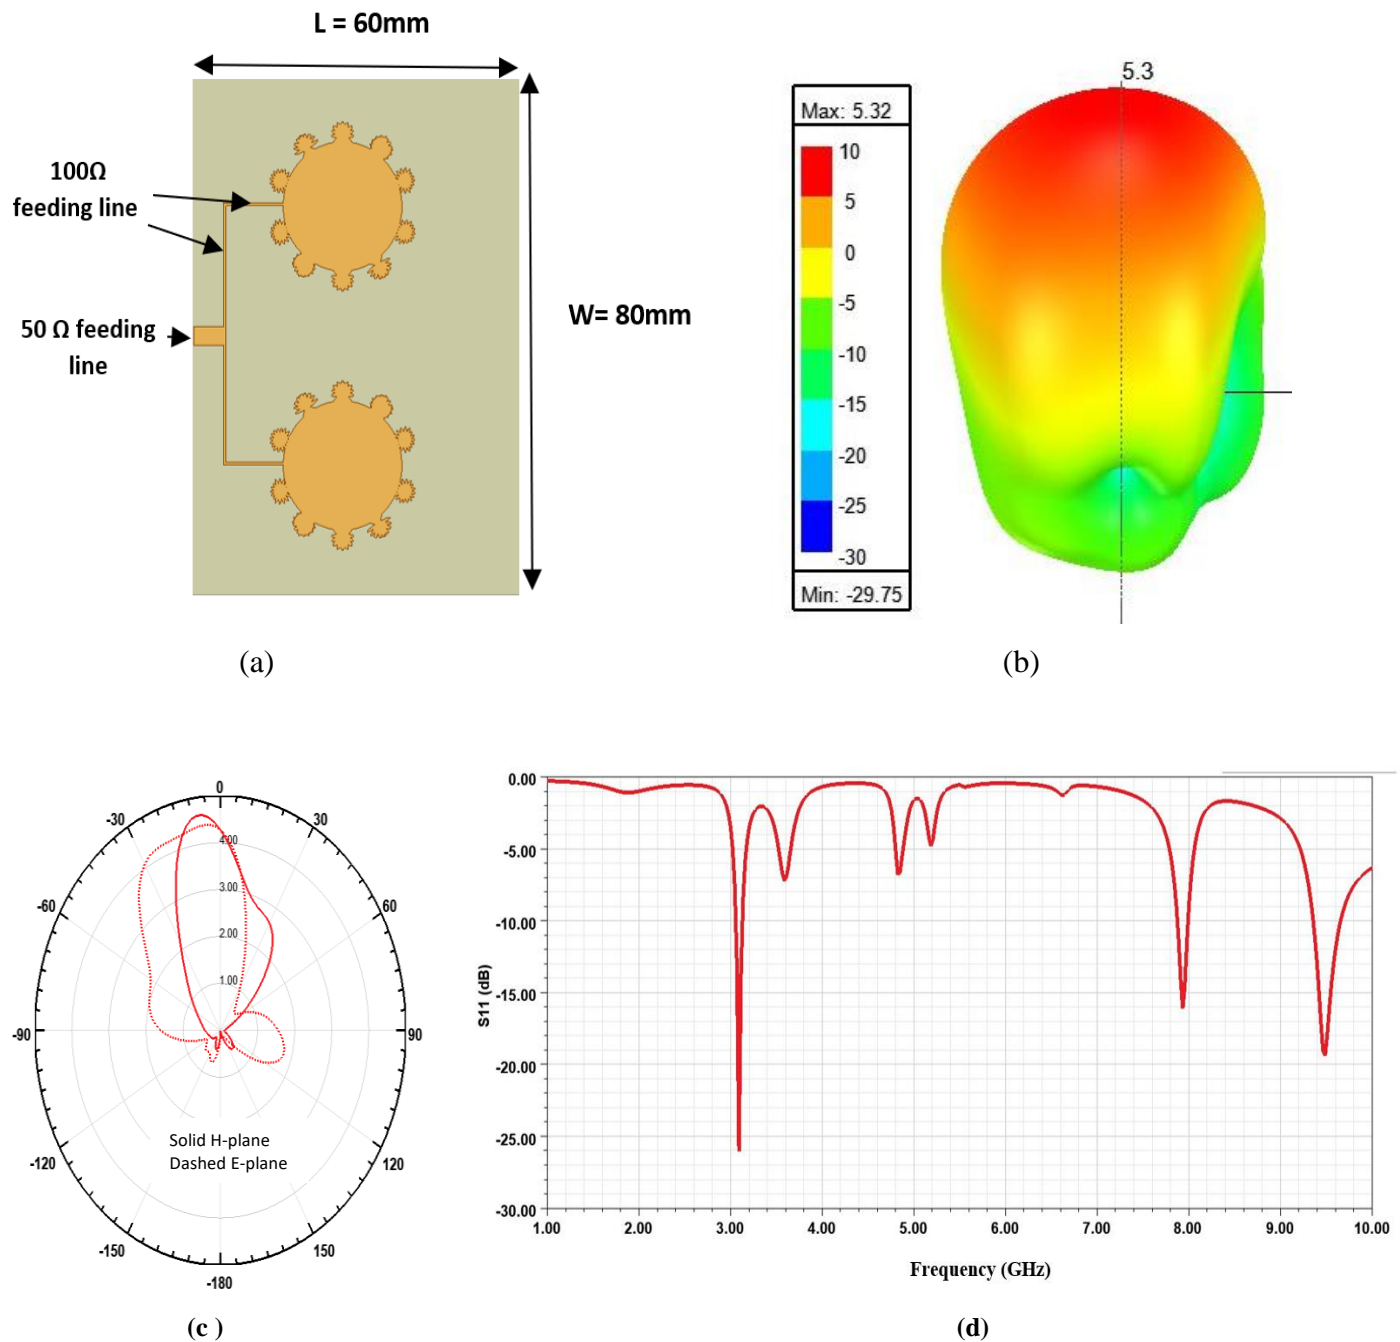 L = 60mm
100Ω
feeding line
50 Ω feeding
line
W= 80mm
(a)
5.3
Max: 5.32
10
5
0
-5
-10
-15
-20
-25
-30
Min: -29.75
(b)
0
-30
30
-60
60
-90
90
-120
120
-150
150
-180
4.00
3.00
2.00
1.00
Solid H-plane
Dashed E-plane
(c )
0.00
-5.00
-10.00
-15.00
-20.00
-25.00
-30.00
S11 (dB)
1.00 2.00 3.00 4.00 5.00 6.00 7.00 8.00 9.00 10.00
Frequency (GHz)
(d)